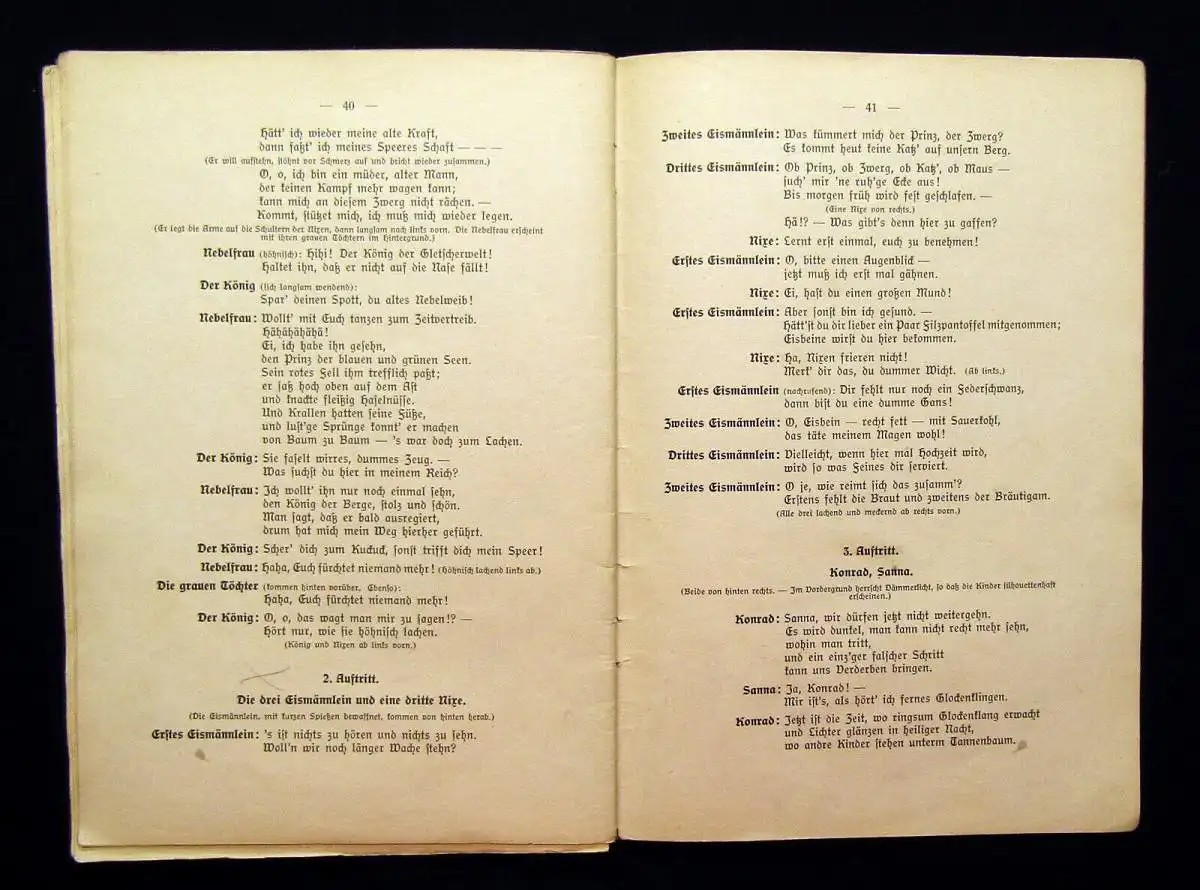 — 40 —
Hätt' ich wieder meine alte Kraft,
dann faßt' ich meines Speeres Schaft — — —
(Er will aufstehn, stöhnt vor Schmerz auf und bricht wieder zusammen.)
O, o, ich bin ein müder, alter Mann,
der keinen Kampf mehr wagen kann;
kann mich an diesem Zwerg nicht rächen. —
Kommt, stützet mich, ich muß mich wieder legen.
(Er legt die Arme auf die Schultern der Nixen, dann langsam nach links vorn. Die Nebelfrau erscheint
mit ihren grauen Töchtern im Hintergrund.)
Nebelfrau (höhnisch): Hihi! Der König der Gletscherwelt!
Haltet ihn, daß er nicht auf die Nase fällt!
Der König (sich langsam wendend):
Spar' deinen Spott, du altes Nebelweib!
Nebelfrau: Wollt' mit Euch tanzen zum Zeitvertreib.
Hähähähähä!
Ei, ich habe ihn gesehn,
den Prinz der blauen und grünen Seen.
Sein rotes Fell ihm trefflich paßt;
er saß hoch oben auf dem Ast
und knackte fleißig Haselnüsse.
Und Krallen hatten seine Füße,
und lust'ge Sprünge konnt' er machen
von Baum zu Baum — 's war doch zum Lachen.
Der König: Sie faselt wirres, dummes Zeug. —
Was suchst du hier in meinem Reich?
Nebelfrau: Ich wollt' ihn nur noch einmal sehn,
den König der Berge, stolz und schön.
Man sagt, daß er bald ausregiert,
drum hat mich mein Weg hierher geführt.
Der König: Scher' dich zum Kuckuck, sonst trifft dich mein Speer!
Nebelfrau: Haha, Euch fürchtet niemand mehr! (Höhnisch lachend links ab.)
Die grauen Töchter (kommen hinten vorüber, Ebenso):
Haha, Euch fürchtet niemand mehr!
Der König: O, o, das wagt man mir zu sagen!? —
Hört nur, wie sie höhnisch lachen.
(König und Nixen ab links vorn.)
2. Auftritt.
Die drei Eismännlein und eine dritte Nixe.
(Die Eismännlein, mit kurzen Spießen bewaffnet, kommen von hinten herab.)
Erstes Eismännlein: 's ist nichts zu hören und nichts zu sehn.
Woll'n wir noch länger Wache stehn?
— 41 —
Zweites Eismännlein: Was kümmert mich der Prinz, der Zwerg?
Es kommt heut keine Katz' auf unsern Berg.
Drittes Eismännlein: Ob Prinz, ob Zwerg, ob Katz', ob Maus —
such' mir 'ne ruh'ge Ecke aus!
Bis morgen früh wird fest geschlafen. —
(Eine Nixe von rechts.)
Hä!? — Was gibt's denn hier zu gaffen?
Nixe: Lernt erst einmal, euch zu benehmen!
Erstes Eismännlein: O, bitte einen Augenblick —
jetzt muß ich erst mal gähnen.
Nixe: Ei, hast du einen großen Mund!
Erstes Eismännlein: Aber sonst bin ich gesund. —
Hätt'st du dir lieber ein Paar Filzpantoffel mitgenommen;
Eisbeine wirst du hier bekommen.
Nixe: Ha, Nixen frieren nicht!
Merk' dir das, du dummer Wicht. (Ab links.)
Erstes Eismännlein (nachrufend): Dir fehlt nur noch ein Federschwanz,
dann bist du eine dumme Gans!
Zweites Eismännlein: O, Eisbein — recht fett — mit Sauerkohl,
das täte meinem Magen wohl!
Drittes Eismännlein: Vielleicht, wenn hier mal Hochzeit wird,
wird so was Feines dir serviert.
Zweites Eismännlein: O je, wie reimt sich das zusamm'?
Erstens fehlt die Braut und zweitens der Bräutigam.
(Alle drei lachend und meckernd ab rechts vorn.)
3. Auftritt.
Konrad, Sanna.
(Beide von hinten rechts. — Im Vordergrund herrscht Dämmerlicht, so daß die Kinder silhouettenhaft
erscheinen.)
Konrad: Sanna, wir dürfen jetzt nicht weitergehn.
Es wird dunkel, man kann nicht recht mehr sehn,
wohin man tritt,
und ein einz'ger falscher Schritt
kann uns Verderben bringen.
Sanna: Ja, Konrad! —
Mir ist's, als hört' ich fernes Glockenklingen.
Konrad: Jetzt ist die Zeit, wo ringsum Glockenklang erwacht
und Lichter glänzen in heiliger Nacht,
wo andre Kinder stehen unterm Tannenbaum.